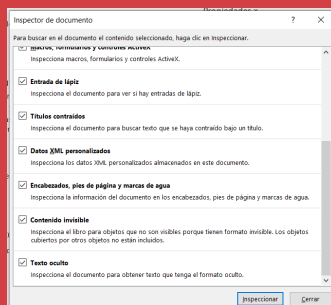 Inspector de documento
Para buscar en el documento el contenido seleccionado, haga clic en Inspeccionar.
Macros, formularios y controles ActiveX
Inspecciona macros, formularios y controles ActiveX.
Entrada de lápiz
Inspecciona el documento para ver si hay entradas de lápiz.
Títulos contraídos
Inspecciona el documento para buscar texto que se haya contraído bajo un título.
Datos XML personalizados
Inspecciona los datos XML personalizados almacenados en este documento.
Encabezados, pies de página y marcas de agua
Inspecciona la información del documento en los encabezados, pies de página y marcas de agua.
Contenido invisible
Inspecciona el libro para objetos que no son visibles porque tienen formato invisible. Los objetos
cubiertos por otros objetos no están incluidos.
Texto oculto
Inspecciona el documento para obtener texto que tenga el formato oculto.
Inspeccionar
Cerrar